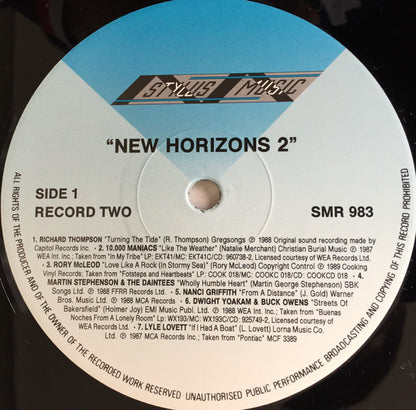 STYLUS MUSIC
"NEW HORIZONS 2"
SIDE 1
RECORD TWO
SMR 983
1. RICHARD THOMPSON "Turning The Tide" (R. Thompson) Gregsongs ℗ 1988 Original sound recording made by
Capitol Records Inc. • 2. 10,000 MANIACS "Like The Weather" (Natalie Merchant) Christian Burial Music ℗ 1987
WEA Int. Inc.; Taken from "In My Tribe" LP: EKT41/MC: EKT41C/CD: 960738-2, Licensed courtesy of WEA Records Ltd.
• 3. RORY McLEOD "Love Like A Rock (In Stormy Sea)" (Rory McLeod) Copyright Control ℗ 1989 Cooking
Vinyl Records; Taken from "Fotsteps and Heartbeats" LP: COOK 018/MC: COOKC 018/CD: COOKCD 018 • 4.
MARTIN STEPHENSON & THE DAINTEES "Wholly Humble Heart" (Martin George Stephenson) SBK
Songs Ltd. ℗ 1988 FFRR Records Ltd. • 5. NANCI GRIFFITH "From A Distance" (J. Gold) Warner
Bros. Music Ltd. ℗ 1988 MCA Records • 6. DWIGHT YOAKAM & BUCK OWENS "Streets Of
Bakersfield" (Holmer Joy) EM Music Publ. Ltd. ℗ 1988 WEA Int. Inc.; Taken from "Buenas
Noches From A Lonely Room" LP: WX193/MC: WX193C/CD: 925749-2. Licensed courtesy of WEA
Records Ltd. • 7. LYLE LOVETT "If I Had A Boat" (L. Lovett) Lorna Music Co.
Ltd. ℗ 1987 MCA Records Inc. Taken from "Pontiac" MCF 3389
ALL RIGHTS OF THE PRODUCER AND OF THE OWNER OF THE RECORDED WORK RESERVED UNAUTHORISED PUBLIC PERFORMANCE BROADCASTING AND COPYING OF THIS RECORD PROHIBITED